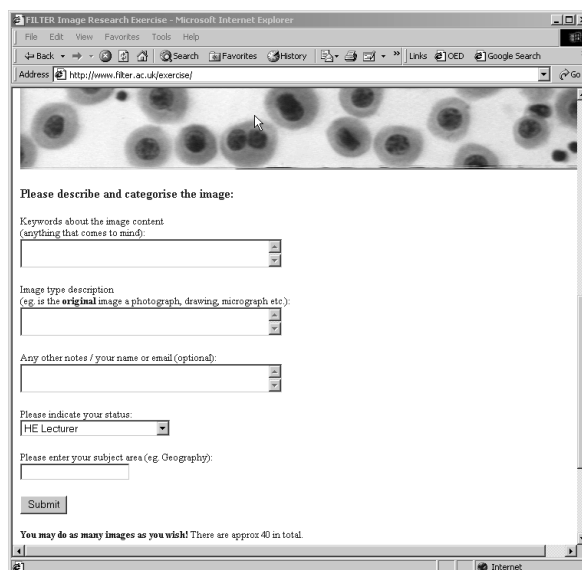 FILTER Image Research Exercise - Microsoft Internet Explorer
File Edit View Favorites Tools Help
Back Search Favorites History » Links OED Google Search
Address http://www.filter.ac.uk/exercise/ Go
Please describe and categorise the image:
Keywords about the image content
(anything that comes to mind):
Image type description
(eg. is the original image a photograph, drawing, micrograph etc.):
Any other notes / your name or email (optional):
Please indicate your status:
HE Lecturer
Please enter your subject area (eg. Geography):
Submit
You may do as many images as you wish! There are approx 40 in total.
Internet